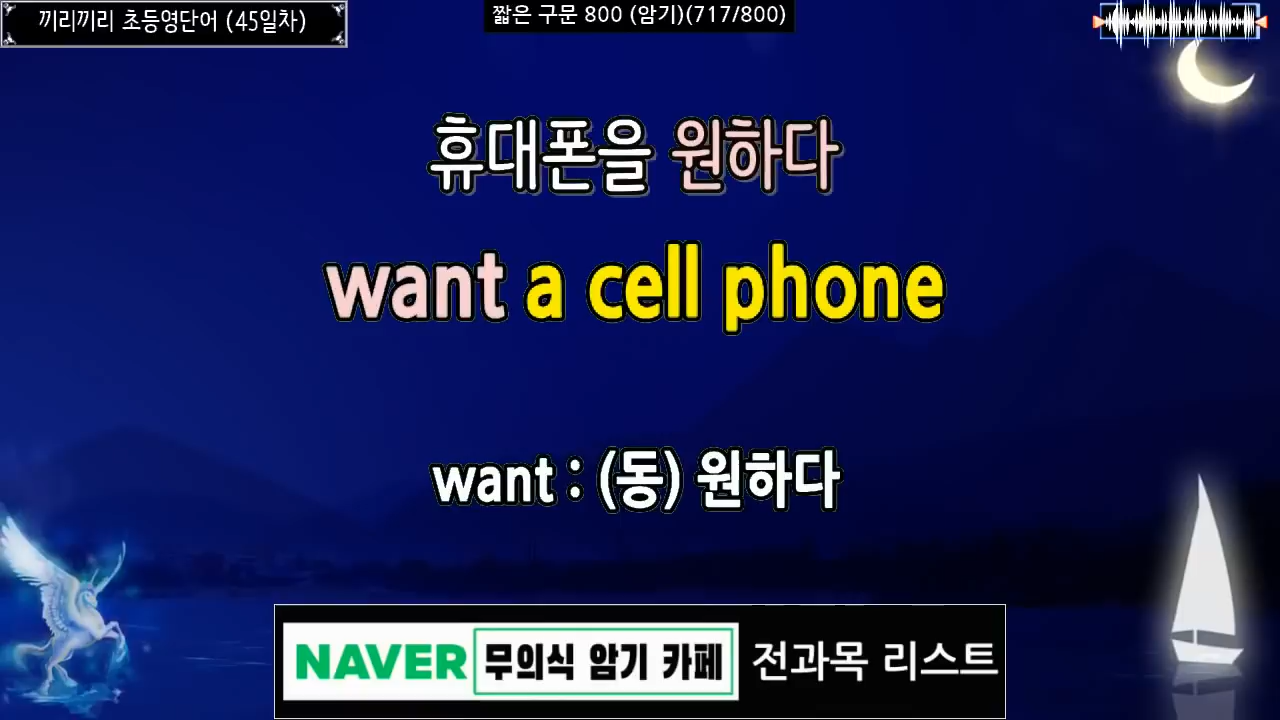 끼리끼리 초등영단어 (45일차)
짧은 구문 800 (암기)(717/800)
휴대폰을 원하다
want a cell phone
want : (동) 원하다
NAVER 무의식 암기 카페 전과목 리스트